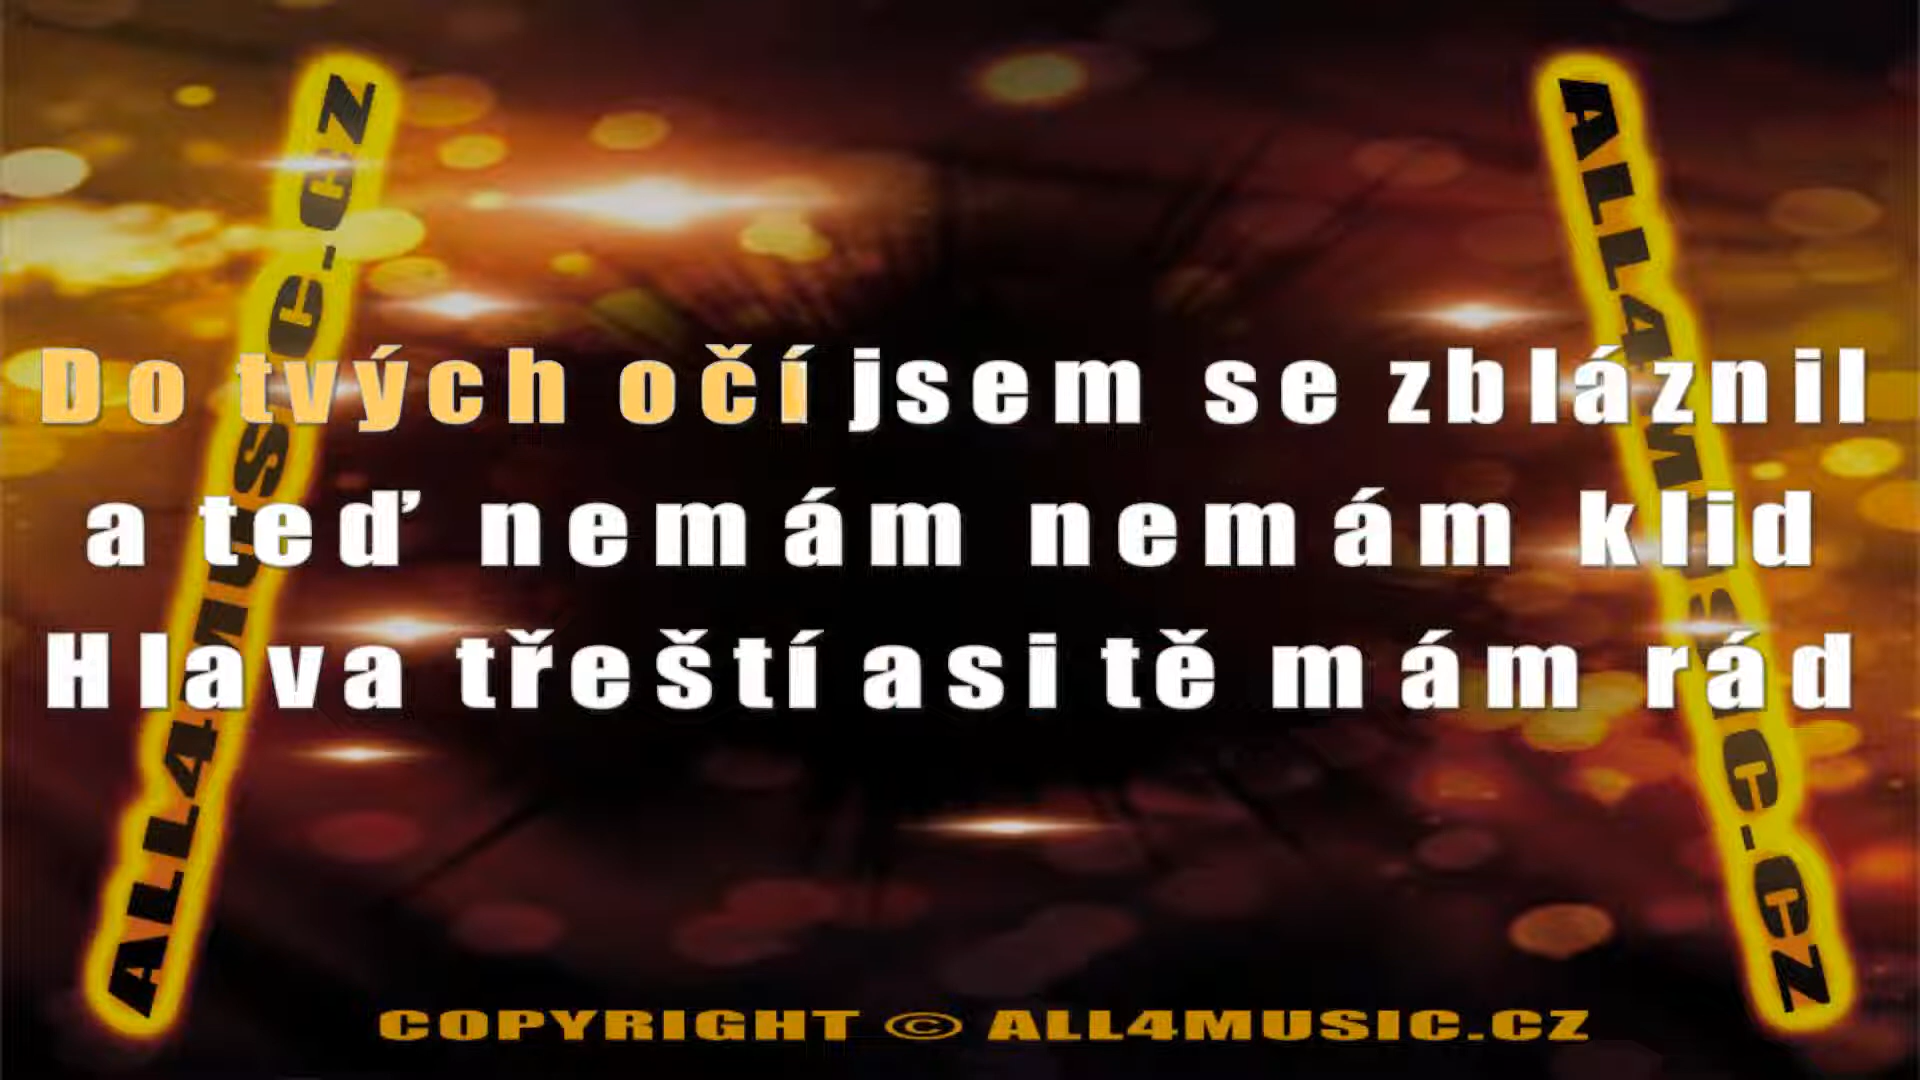 ALL4MUSIC.CZ
ALL4MUSIC.CZ
Do tvých očí jsem se zbláznil
a teď nemám nemám klid
Hlava třeští asi tě mám rád
COPYRIGHT © ALL4MUSIC.CZ